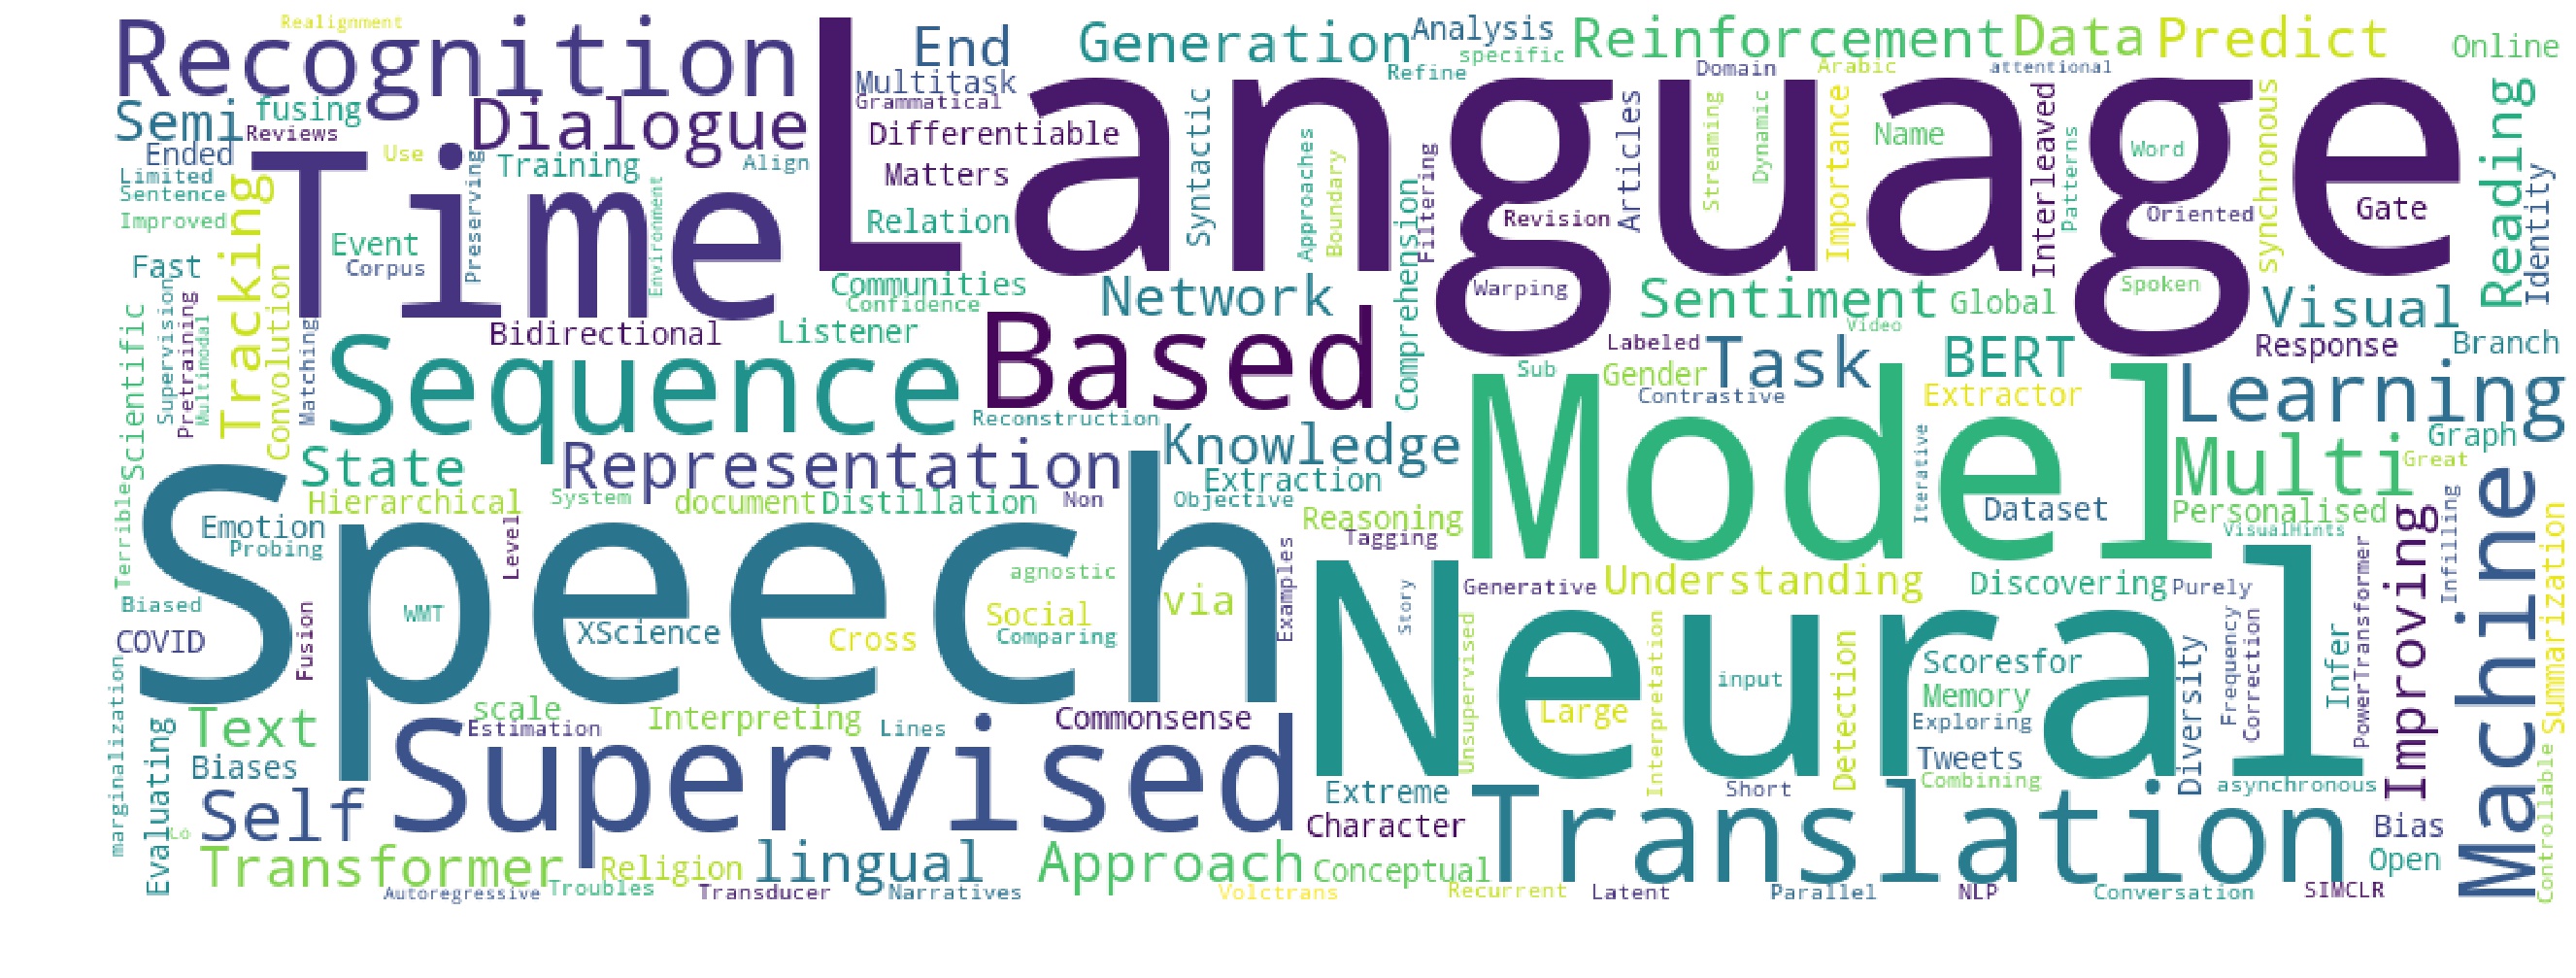 Realignment
Recognition
End
Generation
Analysis
specific
Reinforcement
Data
Predict
Online
Language
Multitask
Refine
Domain
Arabic
attentional
Semi
fusing
Reviews
Dialogue
Grammatical
Differentiable
Syntactic
Articles
Streaming
Dynamic
Importance
Name
Interleaved
Patterns
Word
synchronous
Reading
Ended
Use
Training
Align
Matters
Approaches
Boundary
Filtering
Limited
Sentence
Improved
Time
Preserving
Environment
Relation
Comprehension
Revision
Oriented
Gate
Identity
Tracking
Event
Corpus
Fast
Convolution
Communities
Confidence
Network
Warping
Sentiment
Global
Spoken
Visual
Scientific
Supervision
Pretraining
Multimodal
Matching
Bidirectional
Listener
Based
Video
Labeled
Task
BERT
Response
Branch
Sequence
Reconstruction
Sub
Gender
Contrastive
Extractor
Learning
State
Representation
Knowledge
Extraction
Model
Multi
Graph
Great
Terrible
Hierarchical
System
document
Distillation
Non
Objective
Reasoning
Tagging
Iterative
Dataset
Personalised
VisualHints
Speech
Emotion
Probing
Level
agnostic
Examples
Generative
Understanding
Discovering
Purely
PowerTransformer
Improving
Infilling
Machine
Summarization
Biased
COVID
Fusion
WMT
XScience
Cross
Social
Comparing
via
Story
Neural
Unsupervised
Interpretation
input
Detection
Scoresfor
Memory
Exploring
Diversity
Frequency
Correction
Infer
marginalization
Evaluating
Text
scale
Estimation
Interpreting
Lines
Commonsense
Large
Tweets
Combining
asynchronous
Biases
Supervised
Extreme
Short
Self
Lo
Character
Translation
Bias
Controllable
Transformer
Religion
lingual
Approach
Conceptual
Open
Autoregressive
Troubles
Transducer
Narratives
Volctrans
Recurrent
Latent
Parallel
NLP
Conversation
SIMCLR